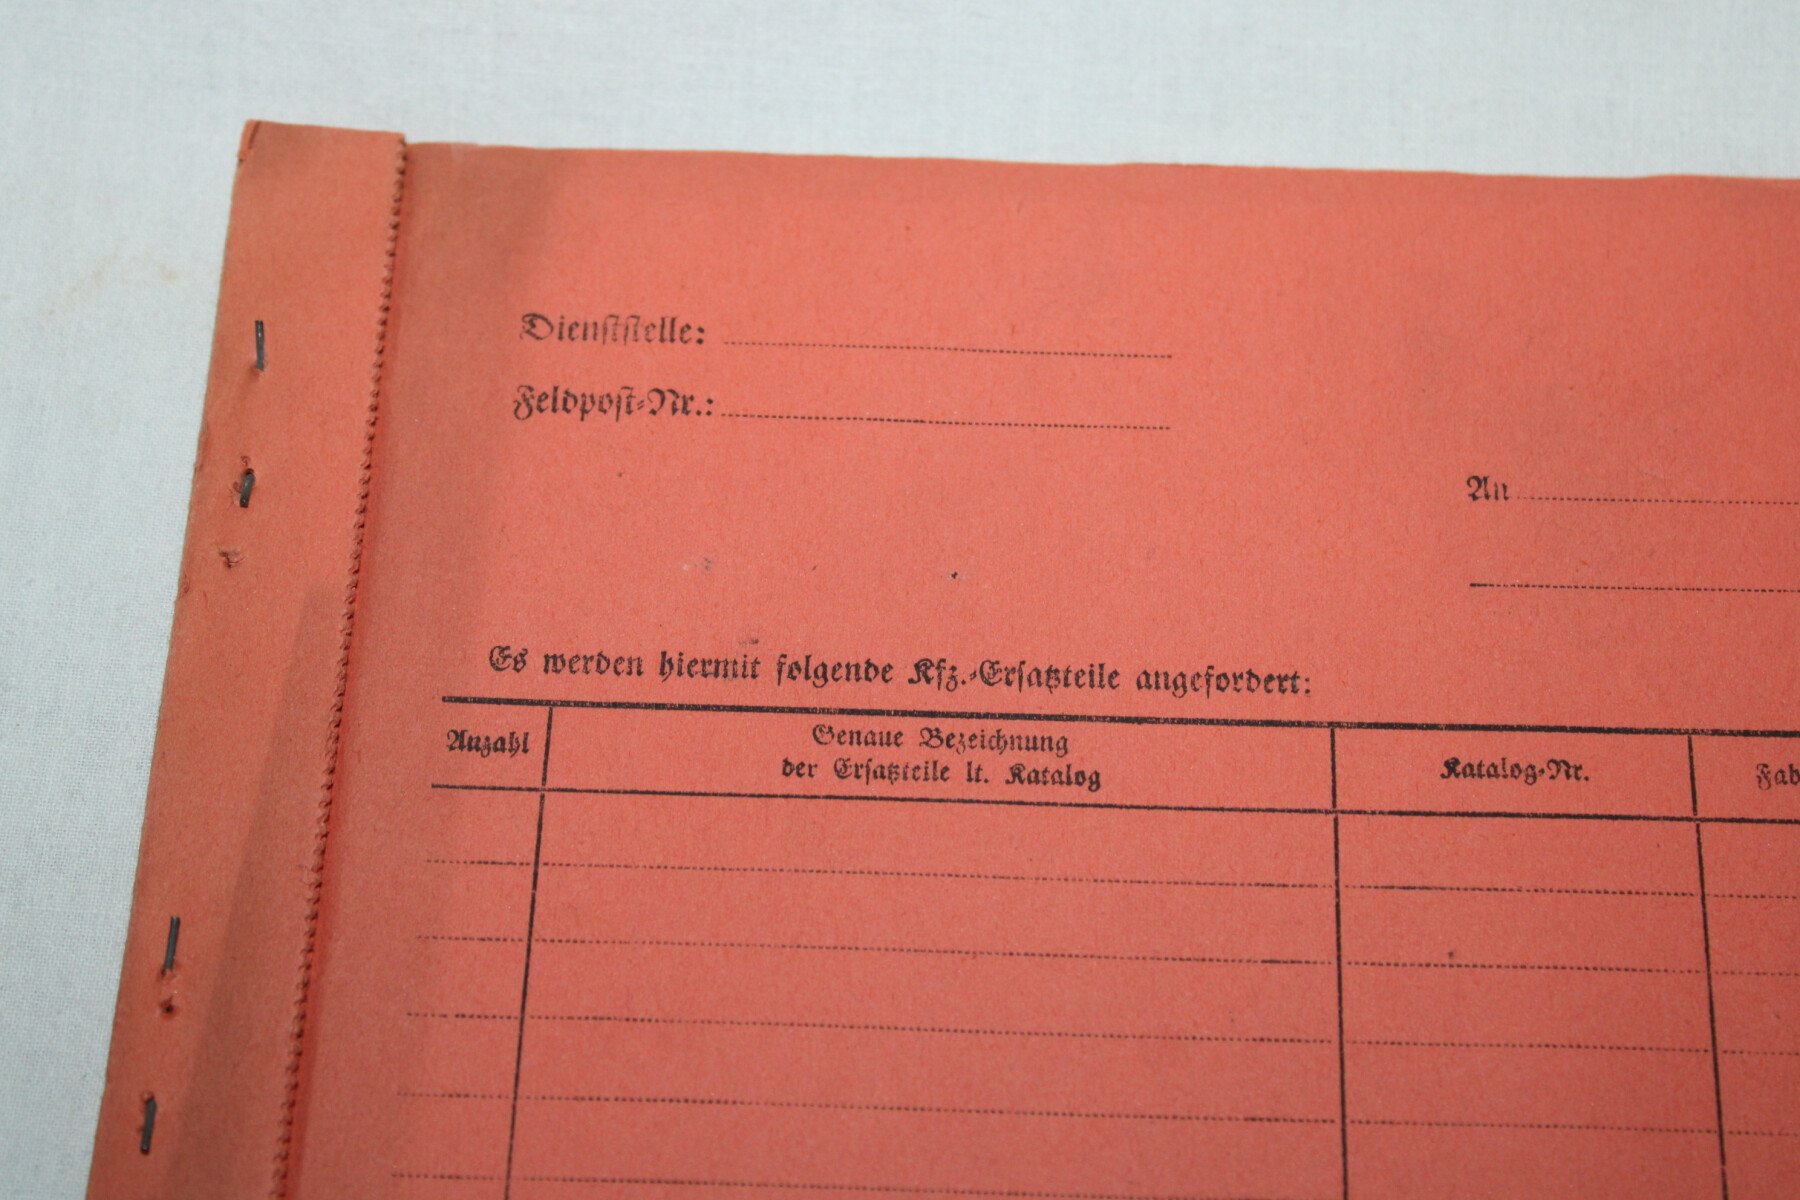 Dienststelle:
Feldpost-Nr.:
An
Es werden hiermit folgende Kfz.-Ersatzteile angefordert:
Anzahl
Genaue Bezeichnung
der Ersatzteile lt. Katalog
Katalog-Nr.
Fab